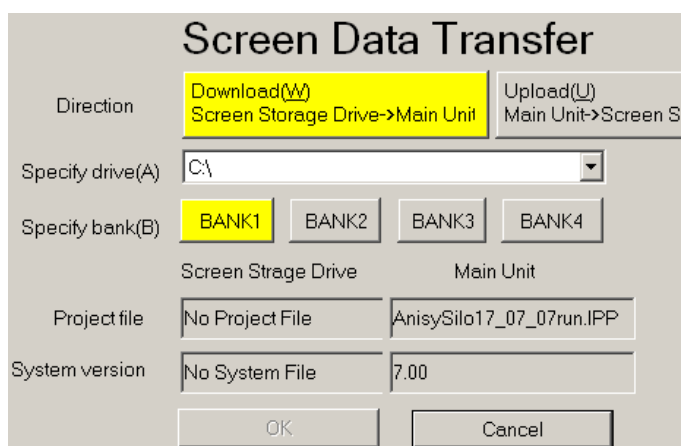 Screen Data Transfer
Direction
Download(W)
Screen Storage Drive->Main Unit
Upload(U)
Main Unit->Screen S
Specify drive(A)
C:\
Specify bank(B)
BANK1 BANK2 BANK3 BANK4
Screen Strage Drive Main Unit
Project file No Project File AnisySilo17_07_07run.IPP
System version No System File 7.00
OK Cancel